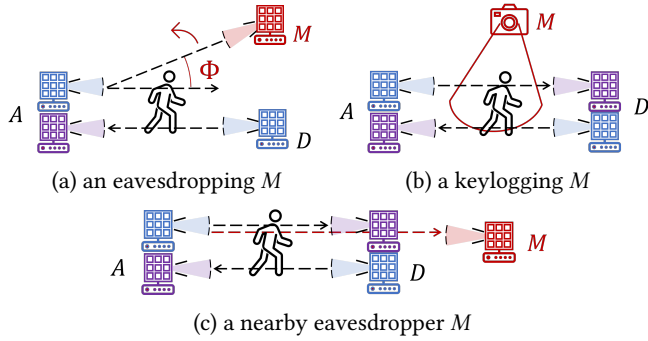 M
Φ
A
D
(a) an eavesdropping M
A
D
(b) a keylogging M
A
D
M
(c) a nearby eavesdropper M